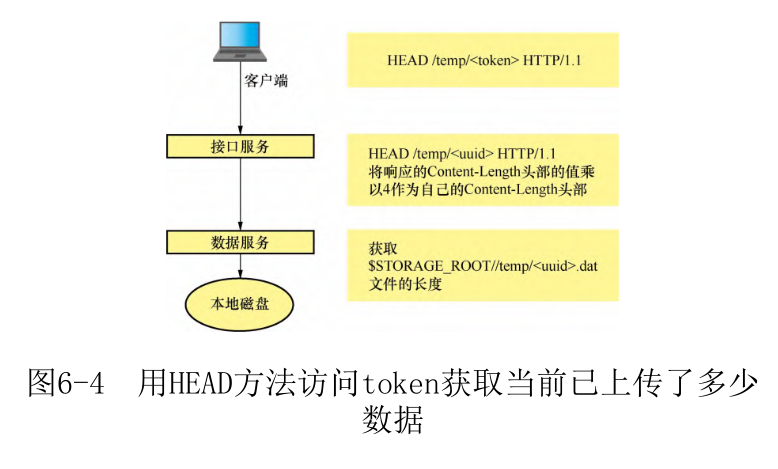 HEAD /temp/<token> HTTP/1.1
客户端
接口服务
HEAD /temp/<uuid> HTTP/1.1
将响应的Content-Length头部的值乘
以4作为自己的Content-Length头部
数据服务
获取
$STORAGE_ROOT//temp/<uuid>.dat
文件的长度
本地磁盘
图6-4　用HEAD方法访问token获取当前已上传了多少
数据